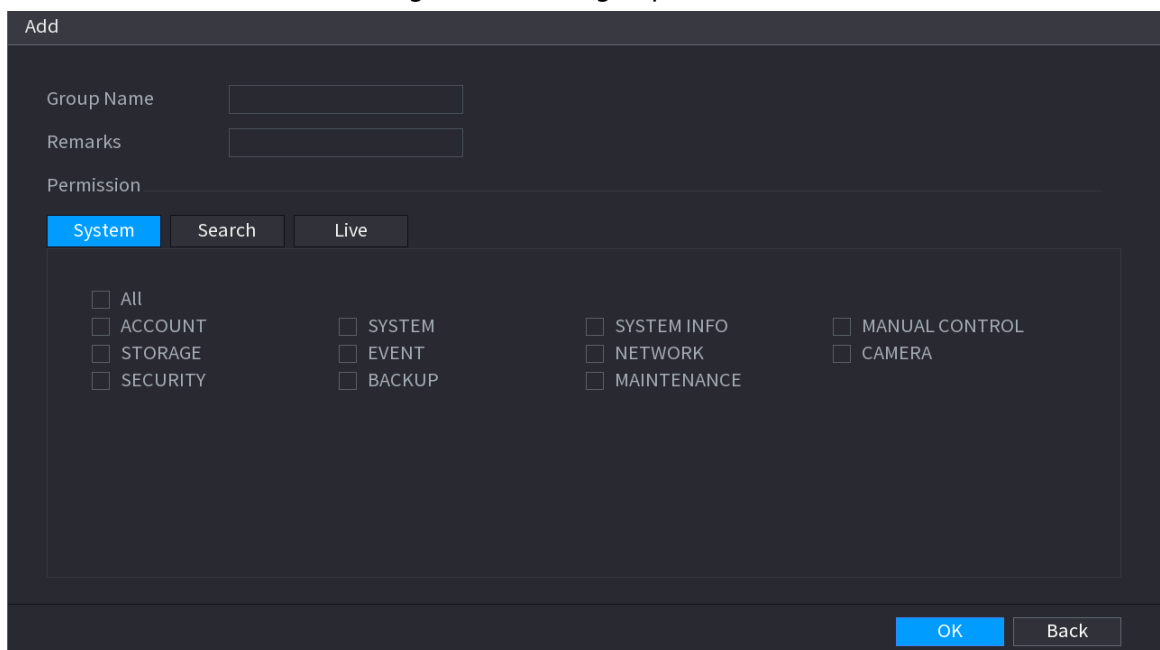 Add
Group Name
Remarks
Permission
System Search Live
All
ACCOUNT SYSTEM SYSTEM INFO MANUAL CONTROL
STORAGE EVENT NETWORK CAMERA
SECURITY BACKUP MAINTENANCE
OK Back